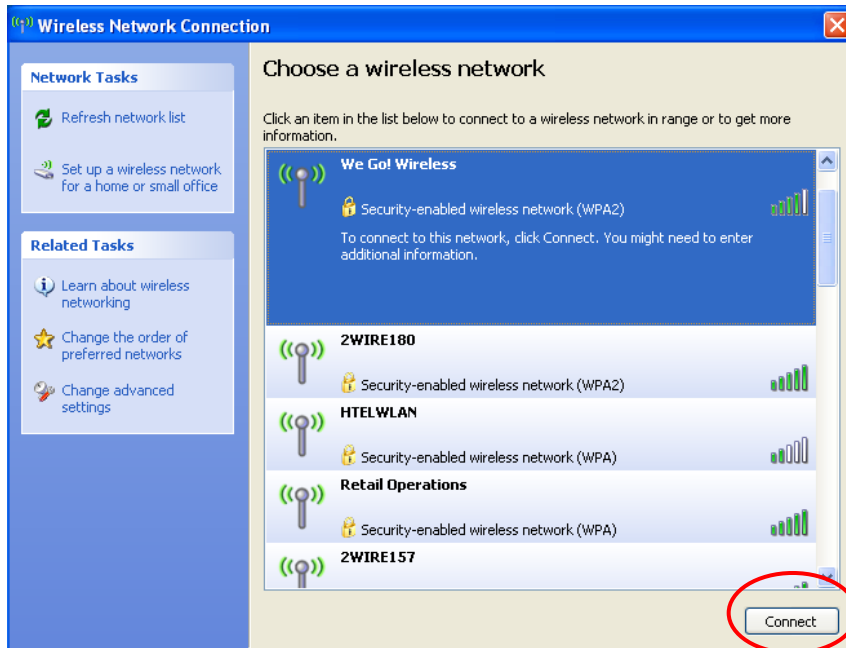 Wireless Network Connection
Network Tasks
Refresh network list
Set up a wireless network
for a home or small office
Related Tasks
Learn about wireless
networking
Change the order of
preferred networks
Change advanced
settings
Choose a wireless network
Click an item in the list below to connect to a wireless network in range or to get more
information.
We Go! Wireless
Security-enabled wireless network (WPA2)
To connect to this network, click Connect. You might need to enter
additional information.
2WIRE180
Security-enabled wireless network (WPA2)
HTELWLAN
Security-enabled wireless network (WPA)
Retail Operations
Security-enabled wireless network (WPA)
2WIRE157
Connect